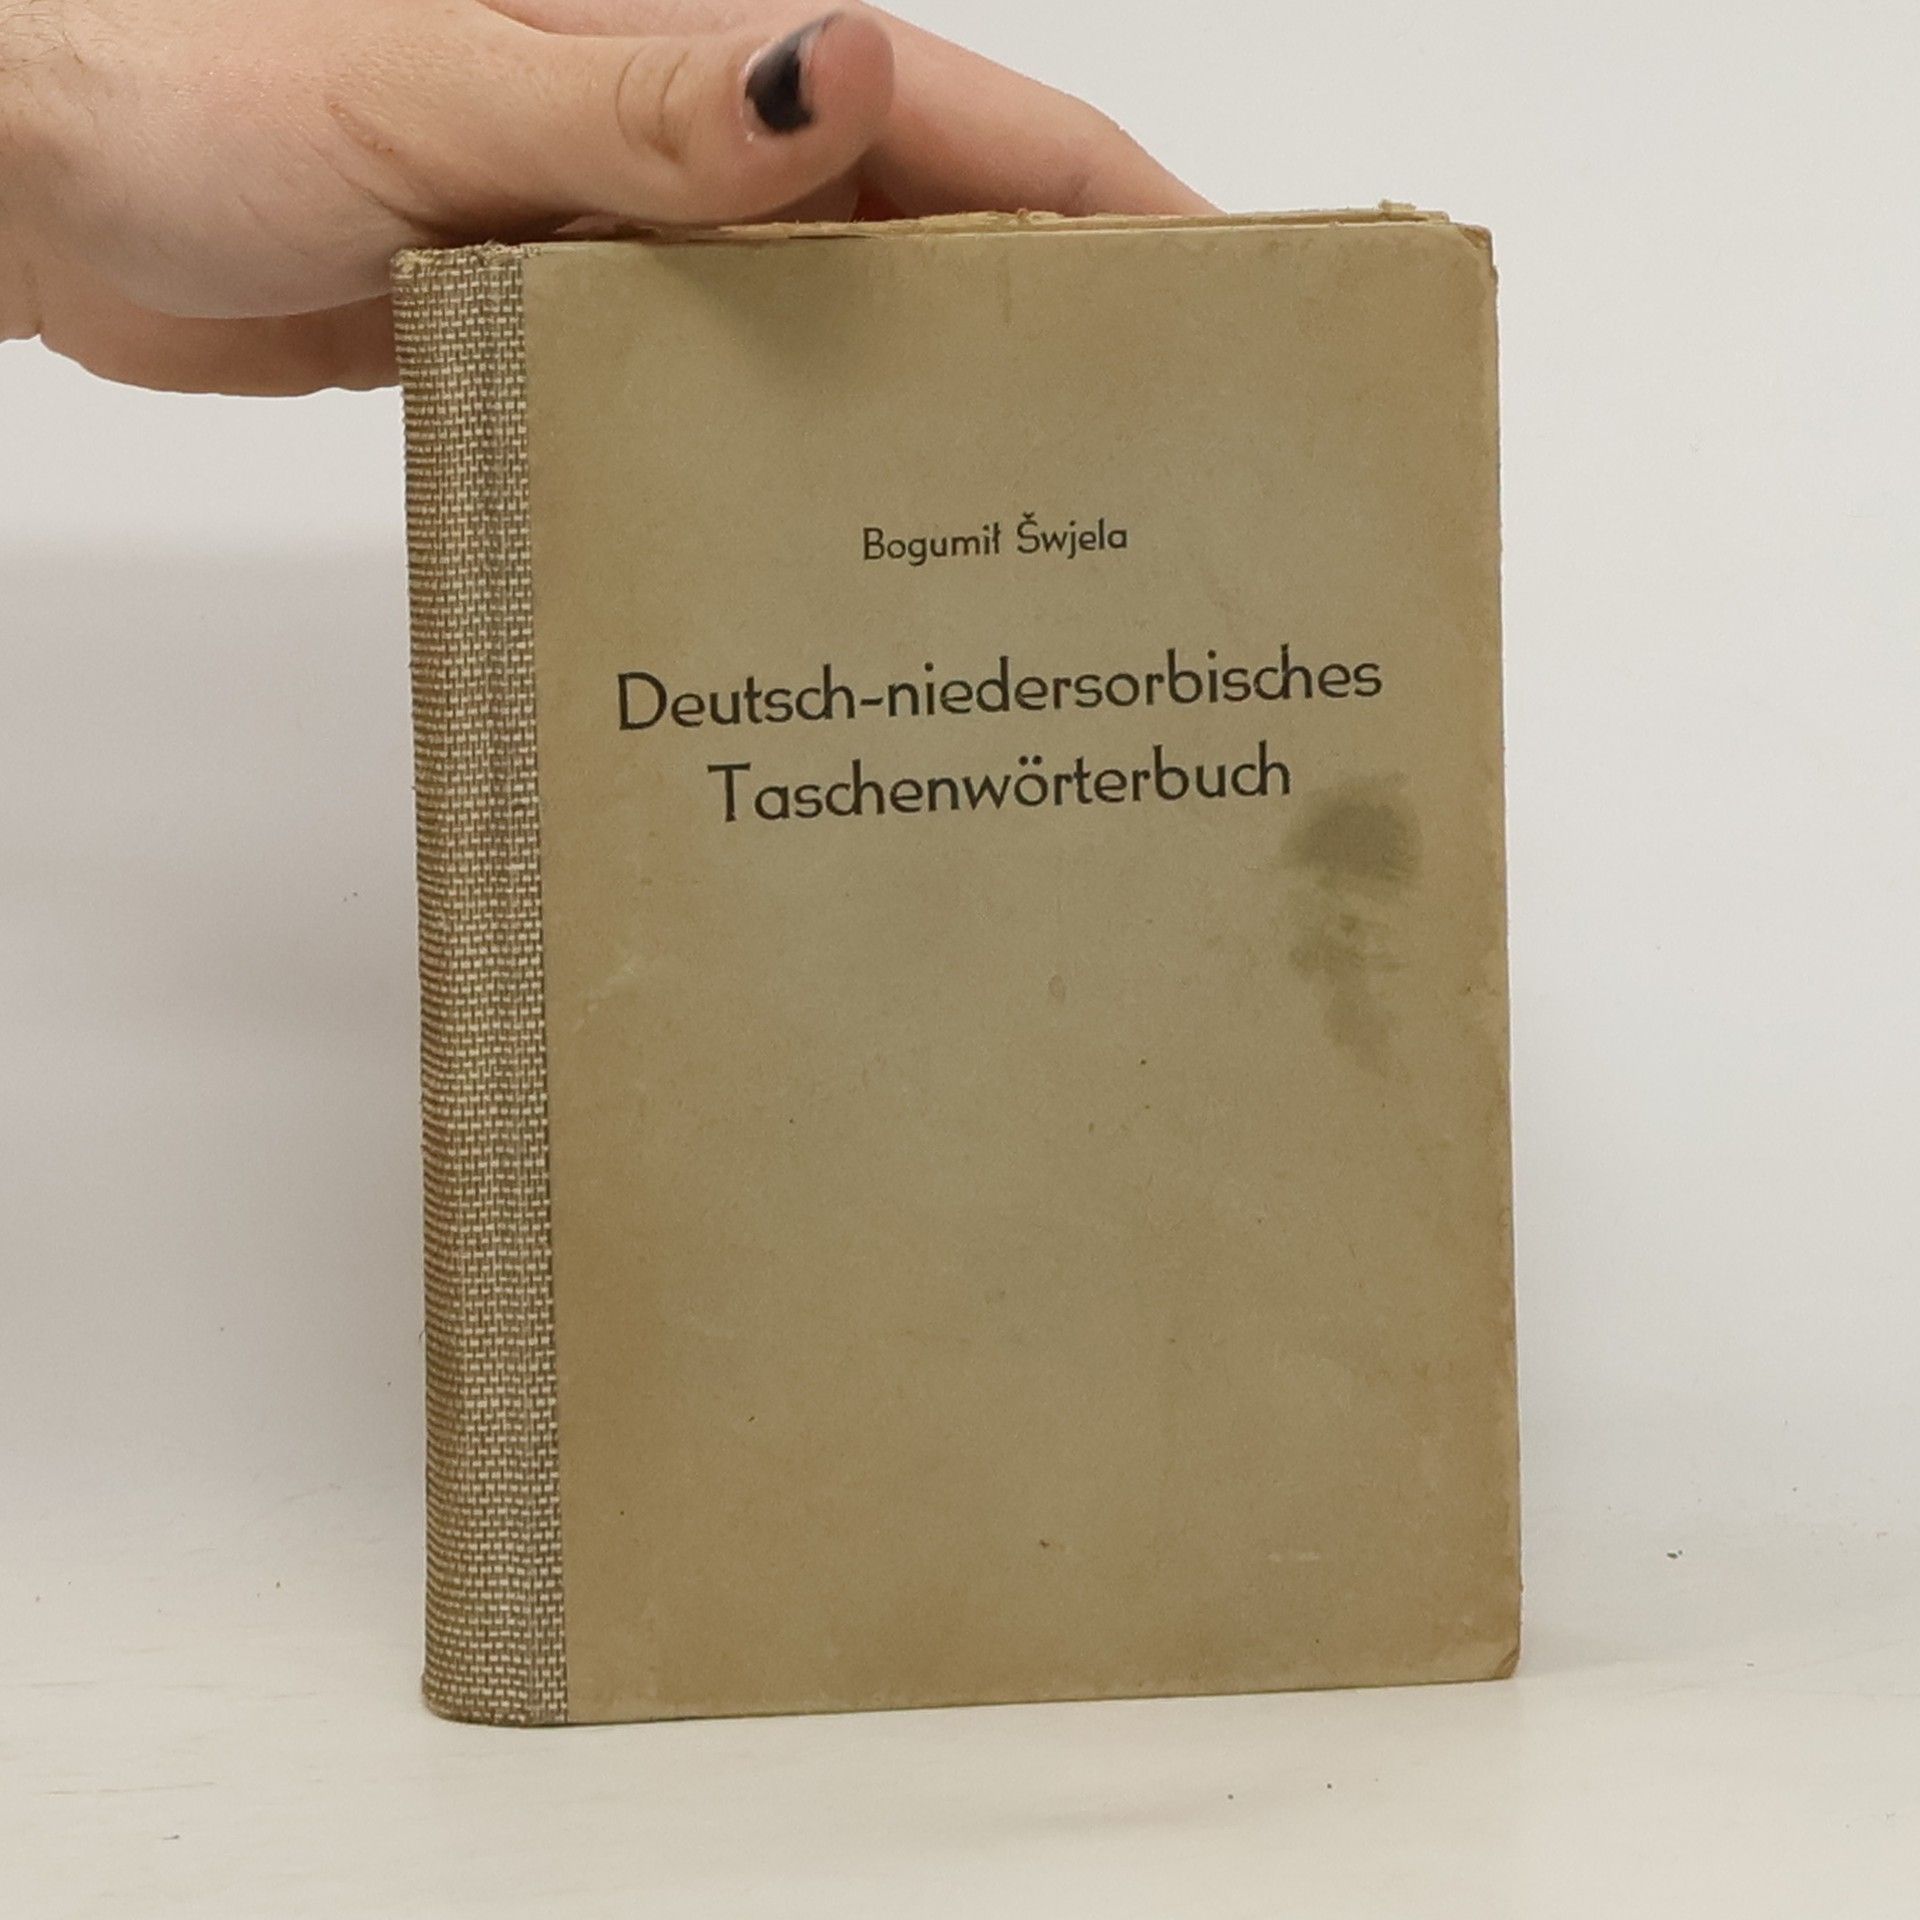 Bogumił Šwjela
Deutsch-niedersorbisches
Taschenwörterbuch